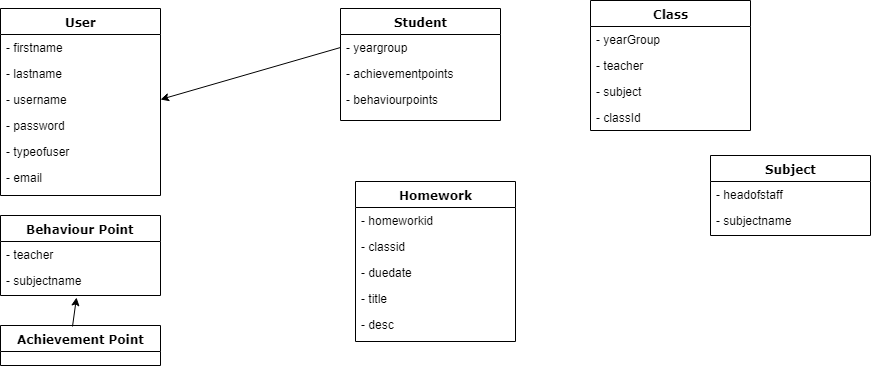 User
- firstname
- lastname
- username
- password
- typeofuser
- email
Student
- yeargroup
- achievementpoints
- behaviourpoints
Class
- yearGroup
- teacher
- subject
- classId
Subject
- headofstaff
- subjectname
Homework
- homeworkid
- classid
- duedate
- title
- desc
Behaviour Point
- teacher
- subjectname
Achievement Point